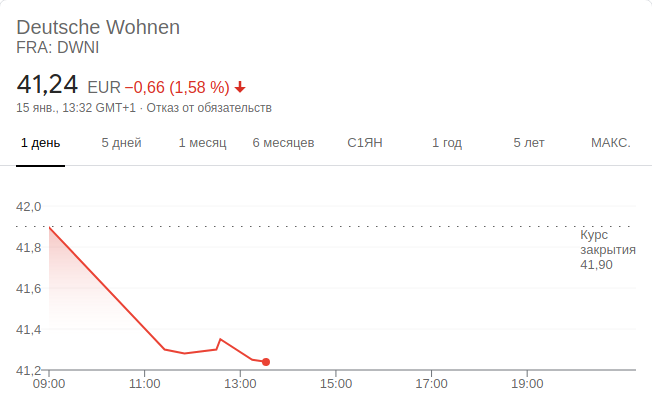 Deutsche Wohnen
FRA: DWNI
41,24 EUR −0,66 (1,58 %)
15 янв., 13:32 GMT+1 · Отказ от обязательств
1 день 5 дней 1 месяц 6 месяцев С1ЯН 1 год 5 лет МАКС.
42,0
41,8
41,6
41,4
41,2
Курс
закрытия
41,90
09:00 11:00 13:00 15:00 17:00 19:00